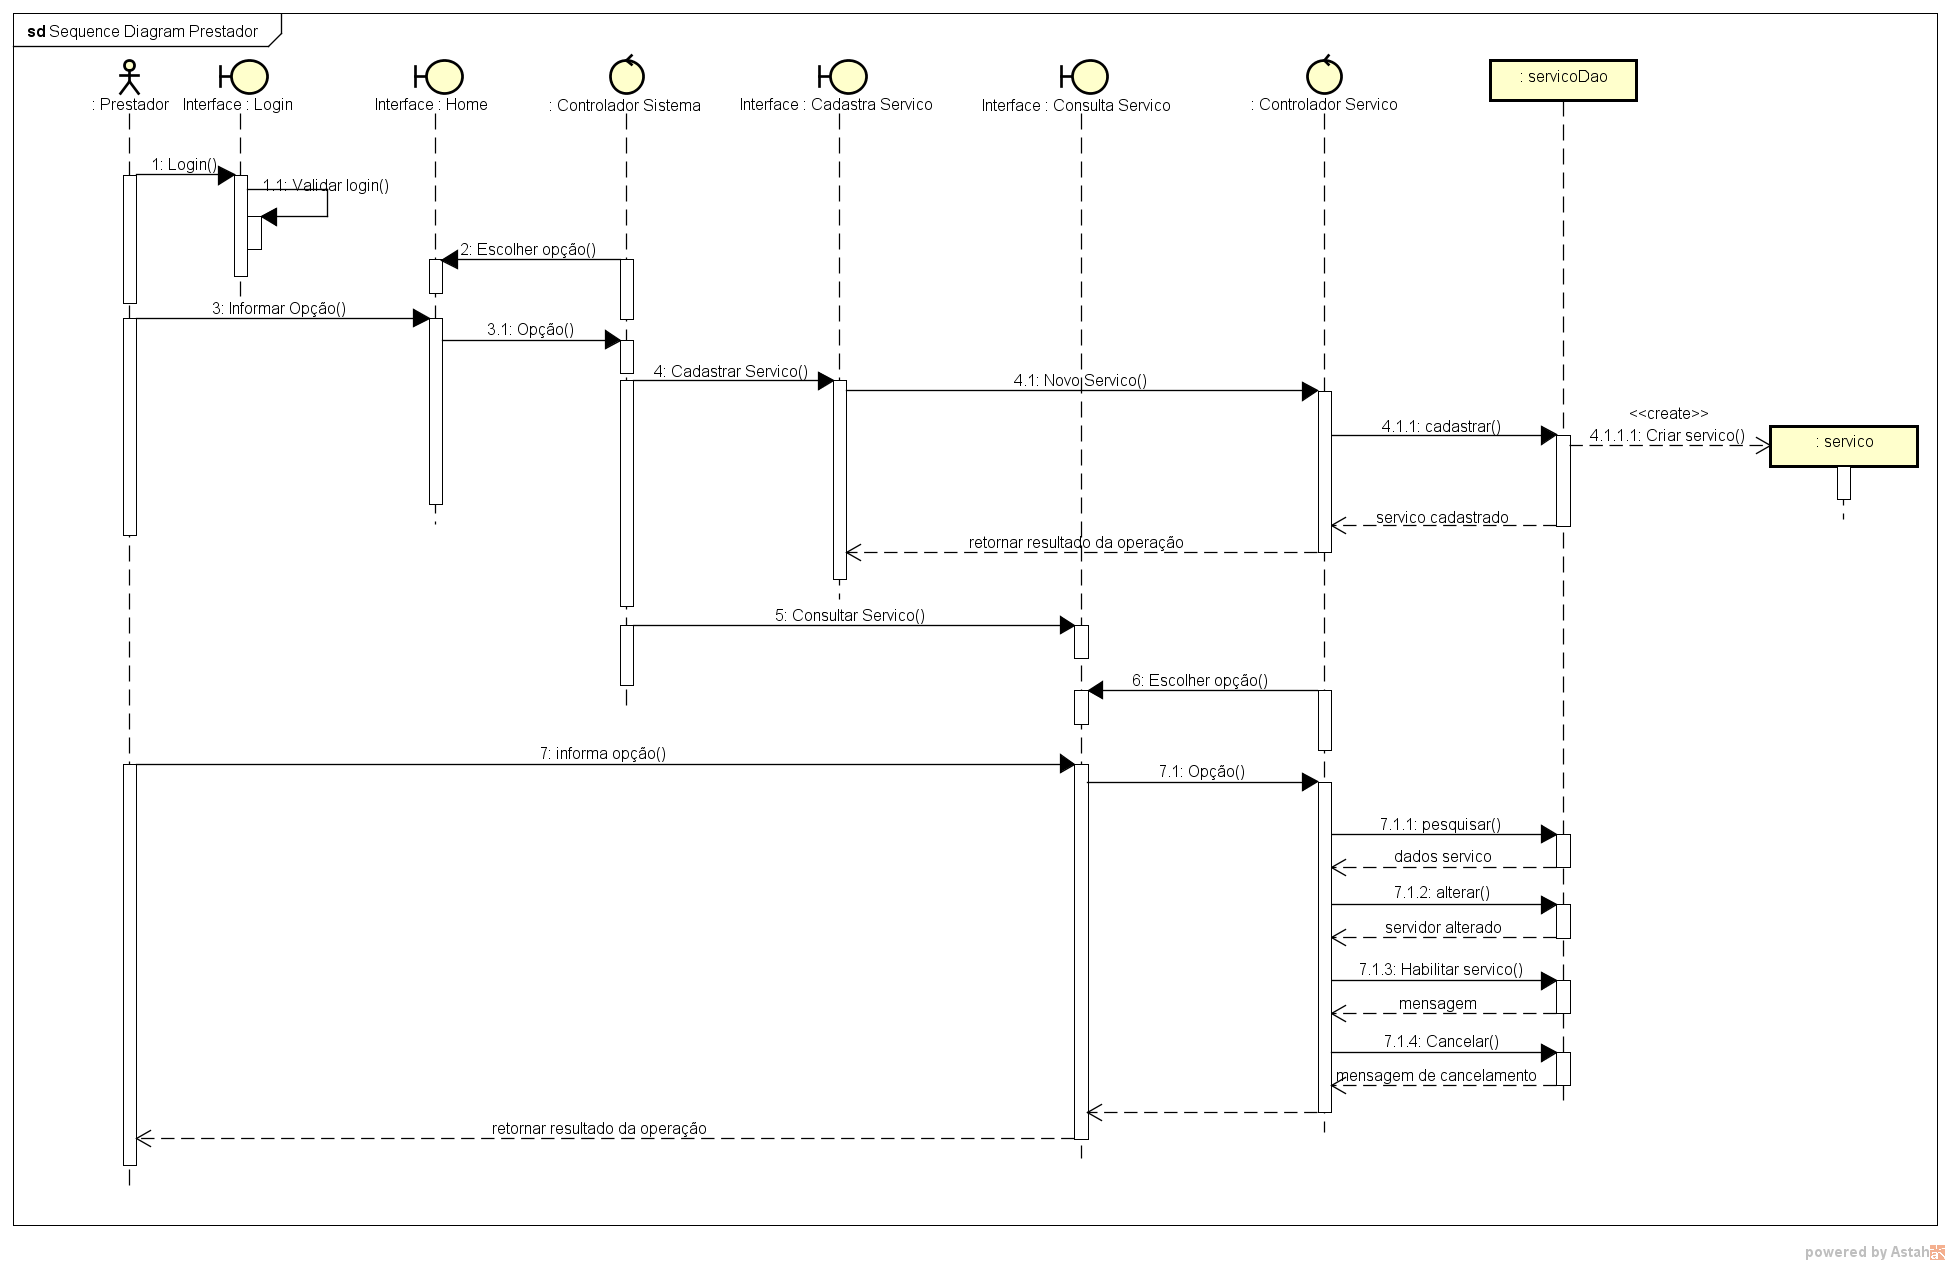 sd Sequence Diagram Prestador
: Prestador
Interface : Login
Interface : Home
: Controlador Sistema
Interface : Cadastra Servico
Interface : Consulta Servico
: Controlador Servico
: servicoDao
1: Login()
1.1: Validar login()
2: Escolher opção()
3: Informar Opção()
3.1: Opção()
4: Cadastrar Servico()
4.1: Novo Servico()
<<create>>
4.1.1: cadastrar()
4.1.1.1: Criar servico()
: servico
servico cadastrado
retornar resultado da operação
5: Consultar Servico()
6: Escolher opção()
7: informa opção()
7.1: Opção()
7.1.1: pesquisar()
dados servico
7.1.2: alterar()
servidor alterado
7.1.3: Habilitar servico()
mensagem
7.1.4: Cancelar()
mensagem de cancelamento
retornar resultado da operação
powered by Astah